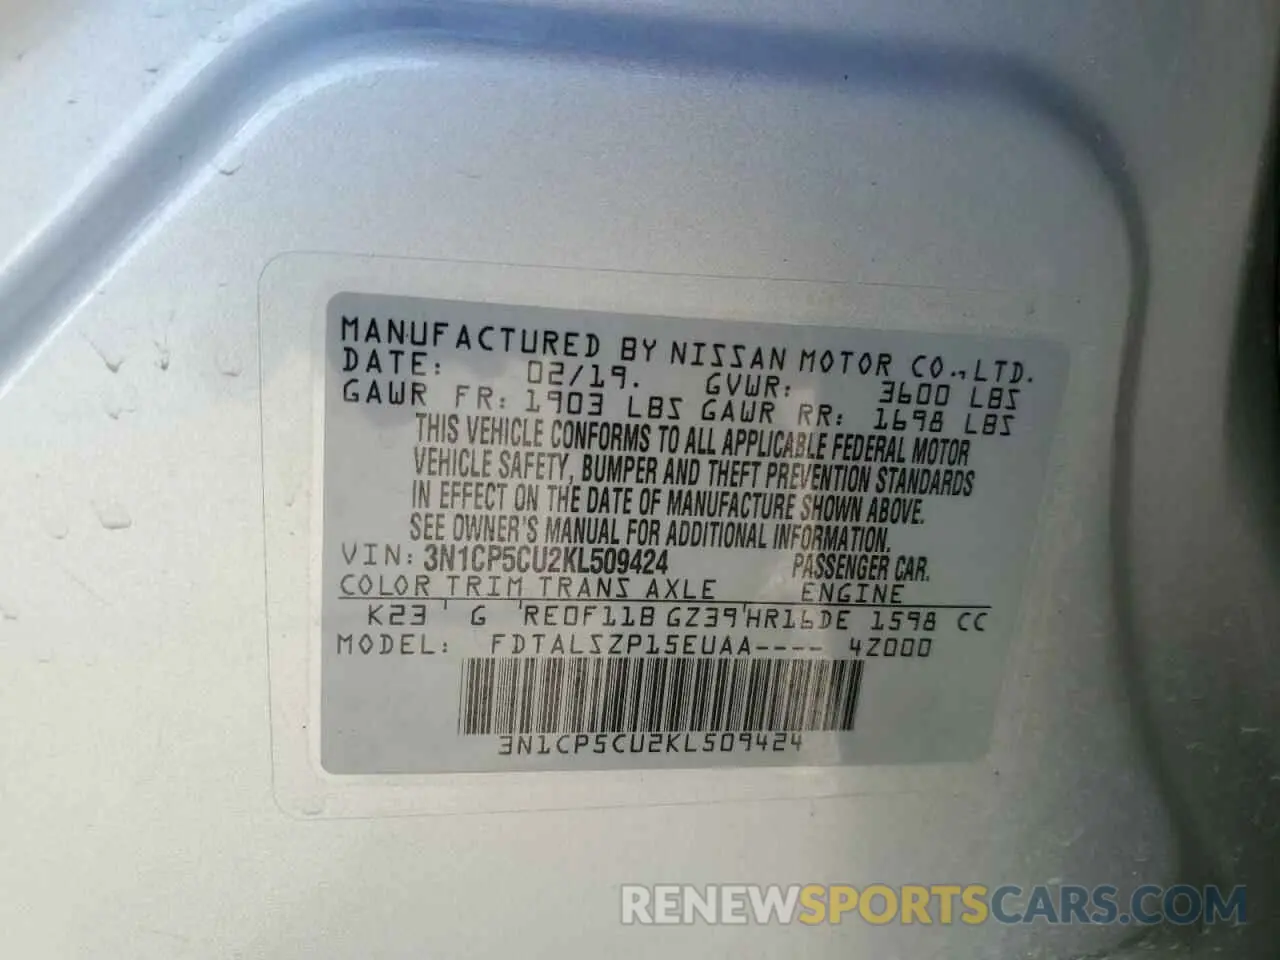 MANUFACTURED BY NISSAN MOTOR CO., LTD.
DATE: 02/19. GVWR: 3600 LBS
GAWR FR: 1903 LBS GAWR RR: 1698 LBS
THIS VEHICLE CONFORMS TO ALL APPLICABLE FEDERAL MOTOR
VEHICLE SAFETY, BUMPER AND THEFT PREVENTION STANDARDS
IN EFFECT ON THE DATE OF MANUFACTURE SHOWN ABOVE.
SEE OWNER'S MANUAL FOR ADDITIONAL INFORMATION.
VIN: 3N1CP5CU2KL509424 PASSENGER CAR.
COLOR TRIM TRANS AXLE ENGINE
K23 ' G 'RE0F11B GZ39'HR16DE 1598 CC
MODEL: FDTALSZP15EUAA---- 4Z000
3N1CP5CU2KL509424
RENEWSPORTSCARS.COM